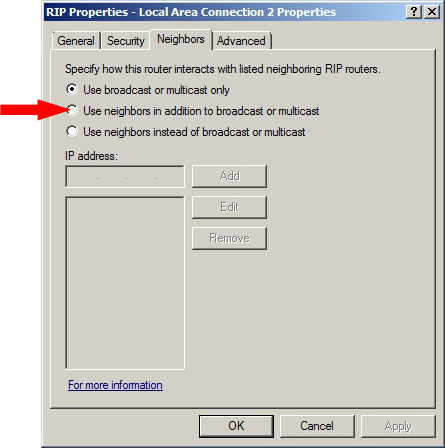 RIP Properties - Local Area Connection 2 Properties
General Security Neighbors Advanced
Specify how this router interacts with listed neighboring RIP routers.
Use broadcast or multicast only
Use neighbors in addition to broadcast or multicast
Use neighbors instead of broadcast or multicast
IP address:
. . . Add
Edit
Remove
For more information
OK Cancel Apply